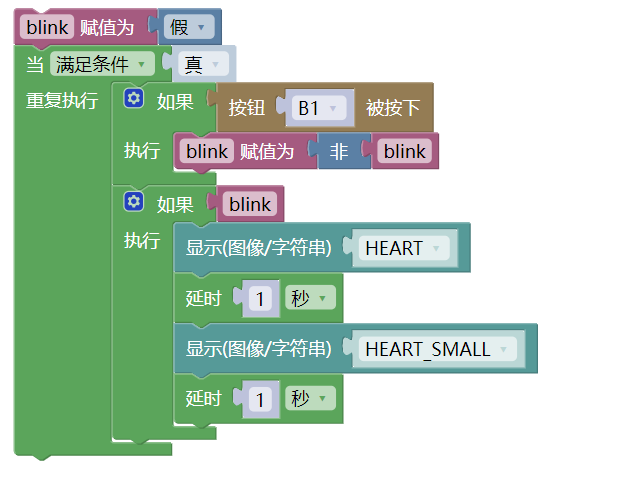 blink 赋值为 假
当 满足条件 真
重复执行 如果 按钮 B1 被按下
执行 blink 赋值为 非 blink
如果 blink
执行
显示(图像/字符串) HEART
延时 1 秒
显示(图像/字符串) HEART_SMALL
延时 1 秒